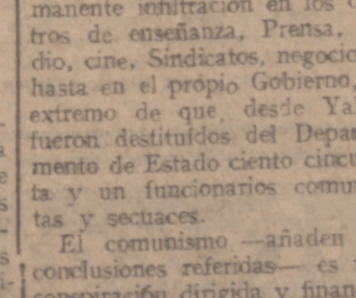 manente infiltración en los
tros de enseñanza, Prensa,
dio, cine, Sindicatos, negocio
hasta en el propio Gobierno,
extremo de que, desde Ya
fueron destituídos del Depar
mento de Estado ciento cincu
ta y un funcionarios comun
tas y secuaces.
El comunismo —añaden
conclusiones referidas— es
conspiración dirigida y finan